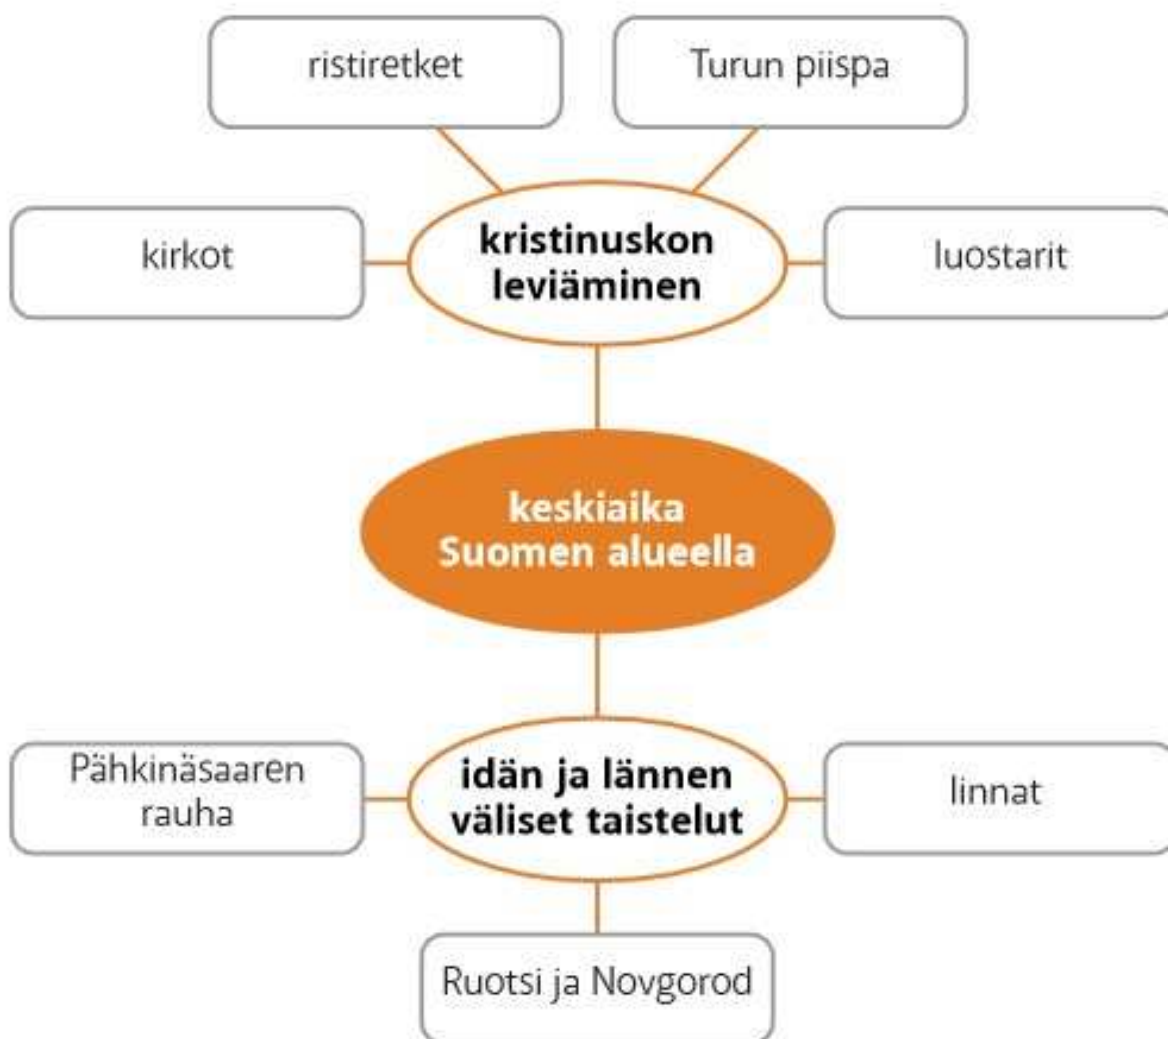 ristiretket
Turun piispa
kirkot
kristinuskon
leviäminen
luostarit
keskiaika
Suomen alueella
Pähkinäsaaren
rauha
idän ja lännen
väliset taistelut
linnat
Ruotsi ja Novgorod